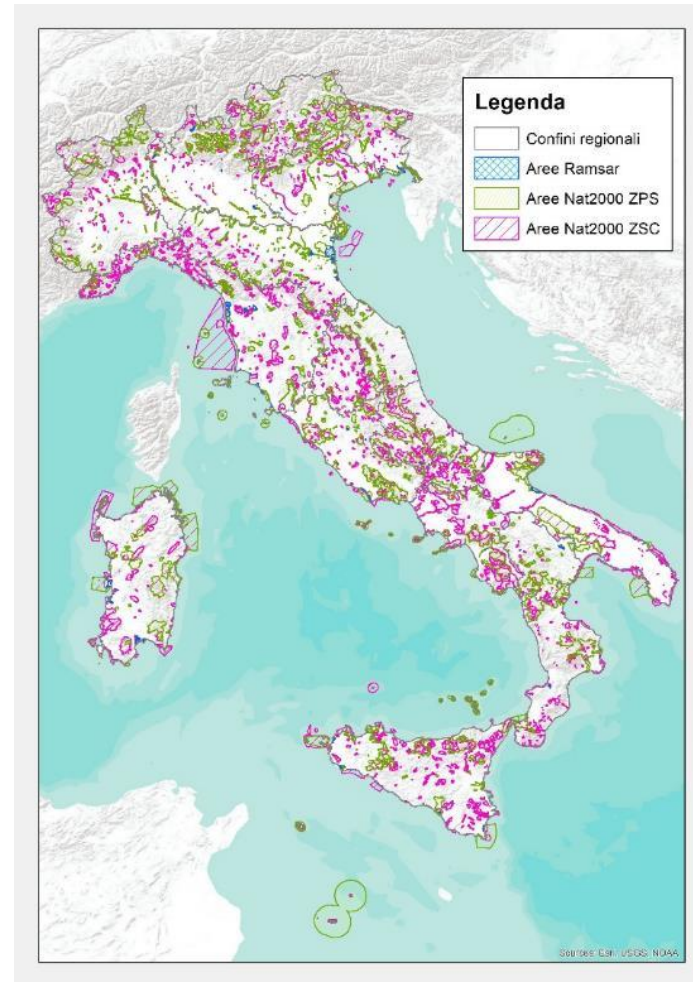 Legenda
Confini regionali
Aree Ramsar
Aree Nat2000 ZPS
Aree Nat2000 ZSC
Sources: Esri, USGS, NOAA